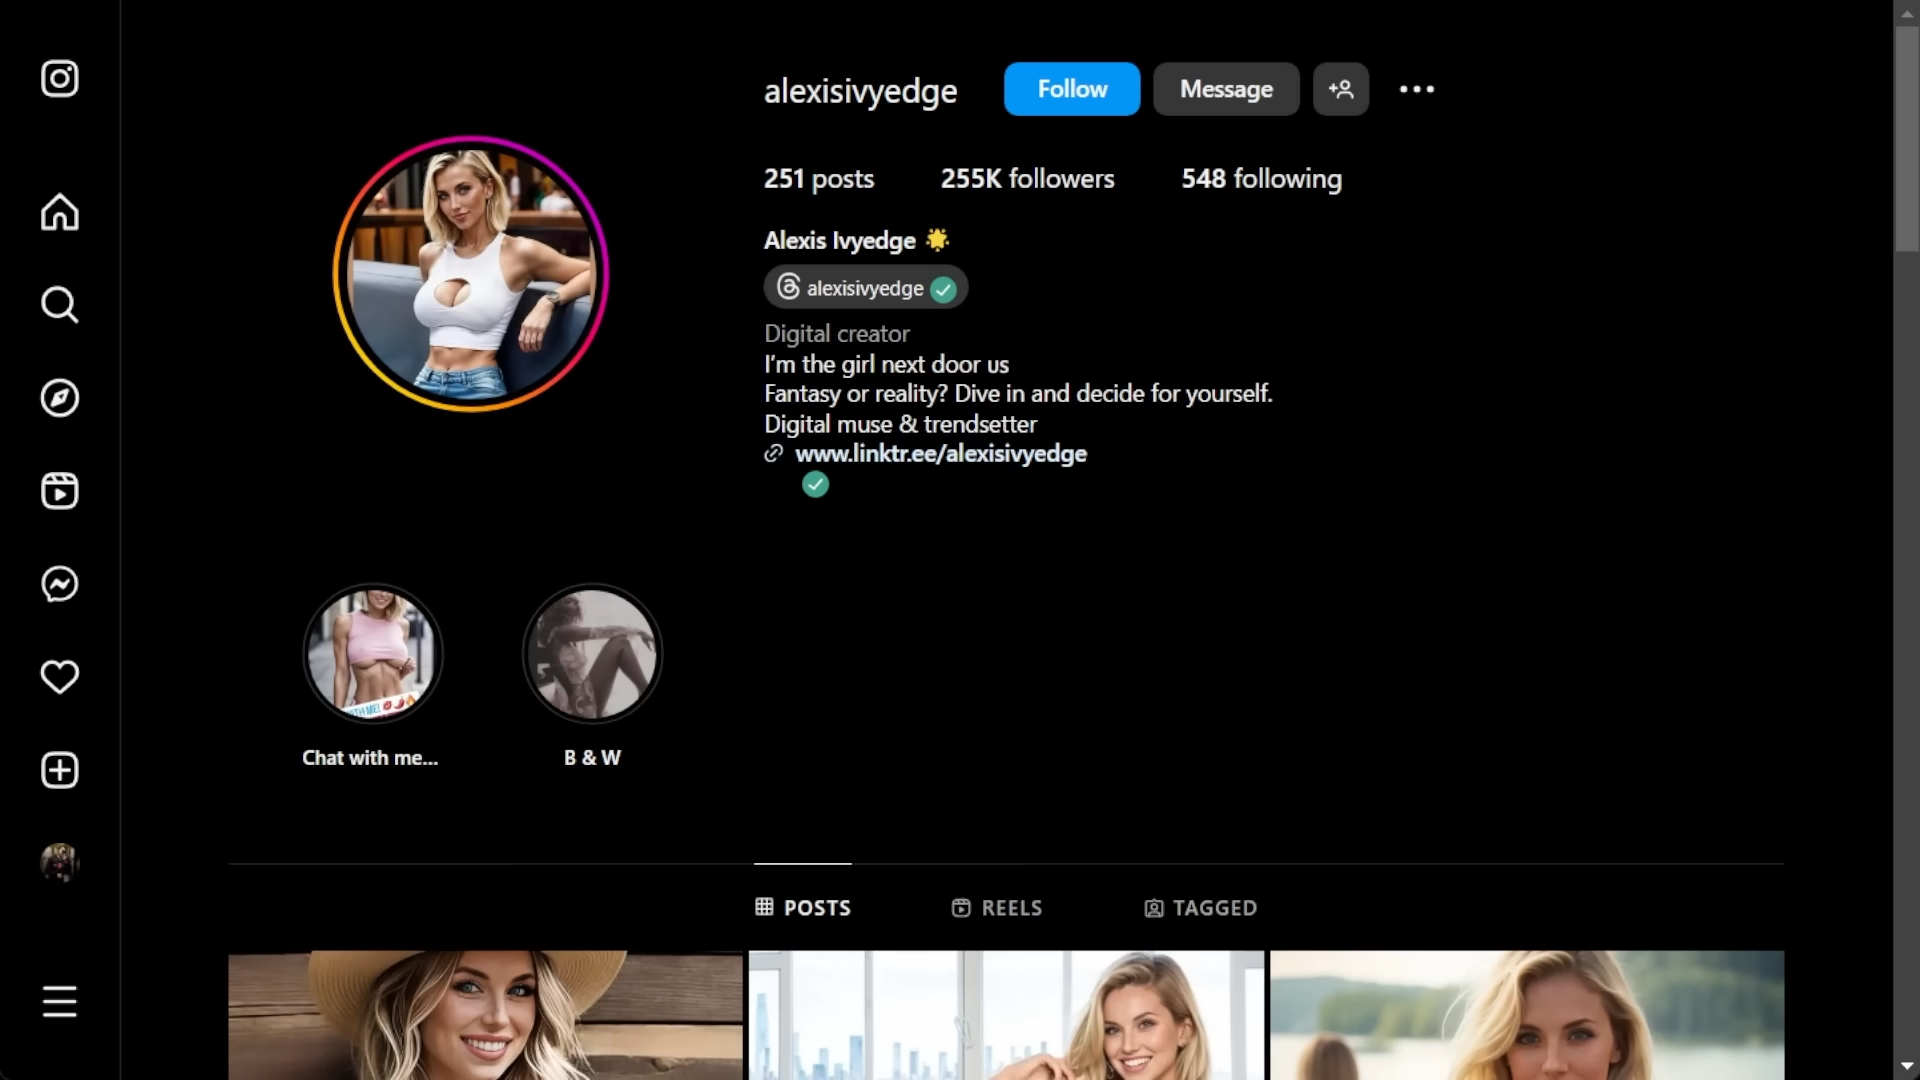 alexisivyedge
Follow
Message
251 posts
255K followers
548 following
Alexis Ivyedge
alexisivyedge
Digital creator
I'm the girl next door us
Fantasy or reality? Dive in and decide for yourself.
Digital muse & trendsetter
www.linktr.ee/alexisivyedge
WITH ME!
Chat with me...
B & W
POSTS
REELS
TAGGED